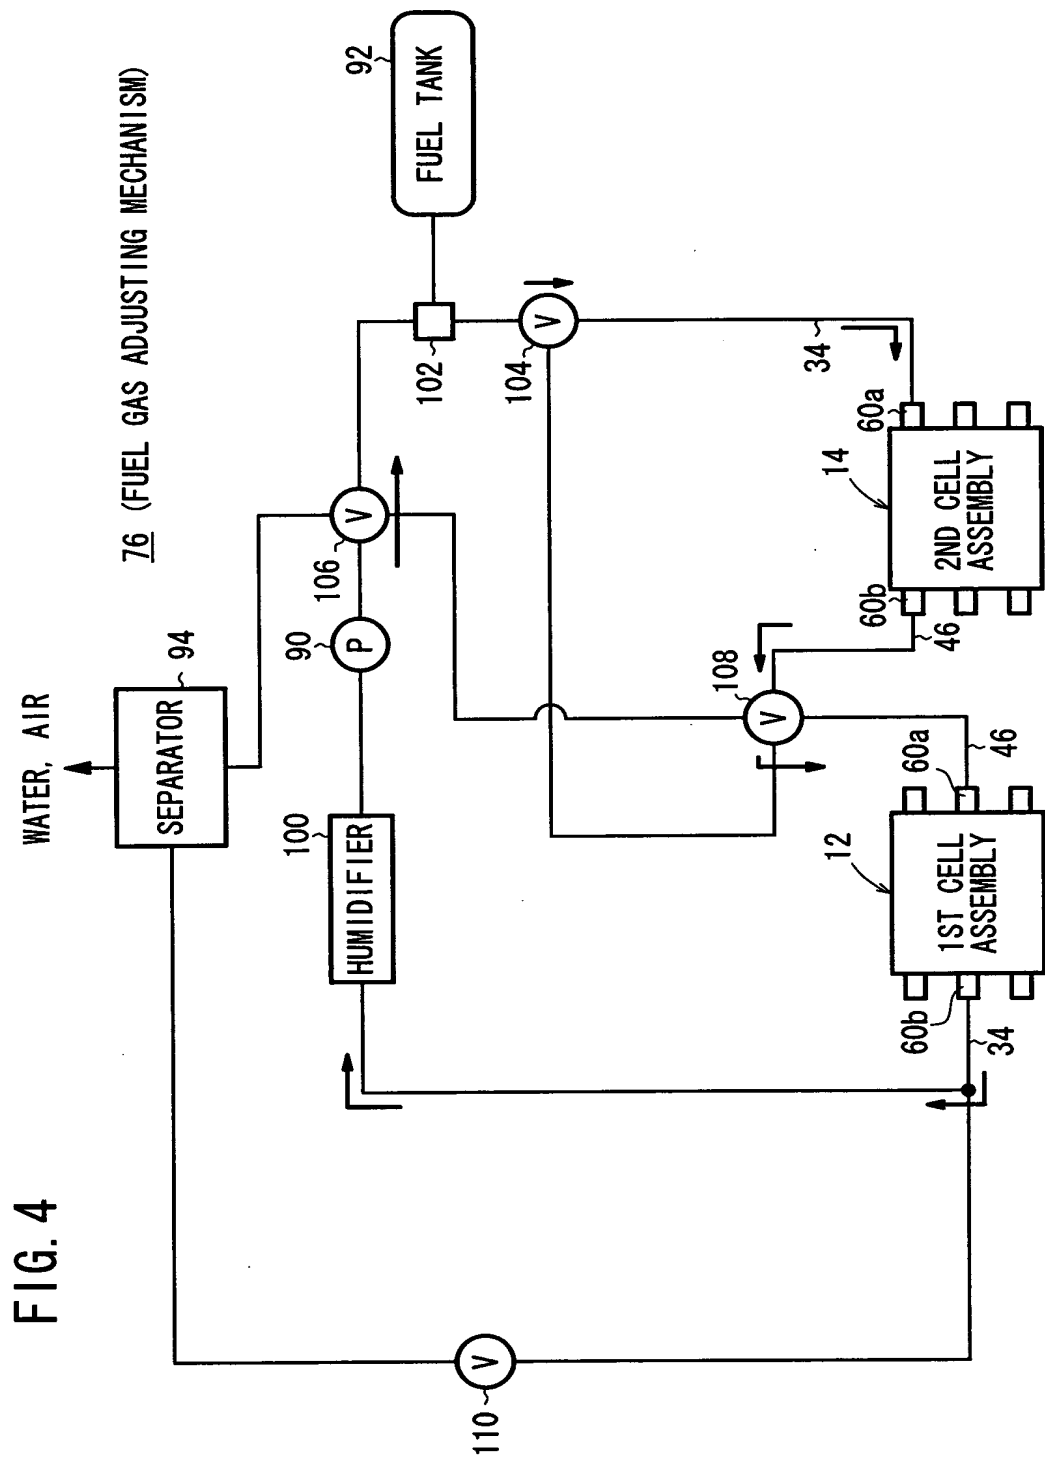 FIG. 4
76 (FUEL GAS ADJUSTING MECHANISM)
WATER, AIR
94
SEPARATOR
92
FUEL TANK
100
HUMIDIFIER
90
P
106
V
102
104
V
110
V
108
V
34
12
60b
60a
1ST CELL
ASSEMBLY
34
46
14
60b
60a
2ND CELL
ASSEMBLY
46